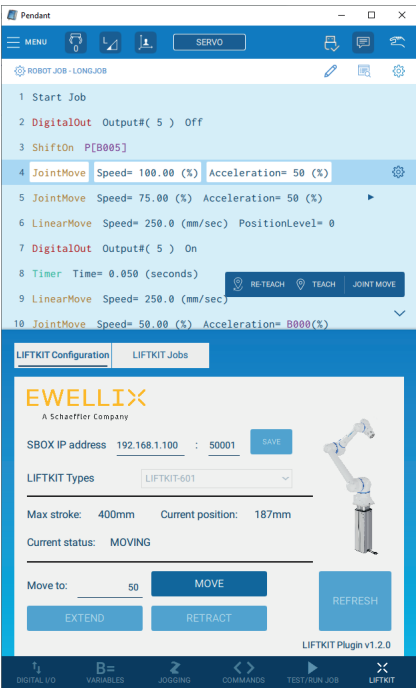 Pendant
MENU 0 SERVO
ROBOT JOB - LONGJOB
1 Start Job
2 DigitalOut Output#( 5 ) Off
3 ShiftOn P[B005]
4 JointMove Speed= 100.00 (%) Acceleration= 50 (%)
5 JointMove Speed= 75.00 (%) Acceleration= 50 (%)
6 LinearMove Speed= 250.0 (mm/sec) PositionLevel= 0
7 DigitalOut Output#( 5 ) On
8 Timer Time= 0.050 (seconds)
RE-TEACH TEACH JOINT MOVE
9 LinearMove Speed= 250.0 (mm/sec)
10 JointMove Speed= 50.00 (%) Acceleration= B000(%)
LIFTKIT Configuration LIFTKIT Jobs
EWELLIX
A Schaeffler Company
SBOX IP address 192.168.1.100 : 50001 SAVE
LIFTKIT Types LIFTKIT-601
Max stroke: 400mm Current position: 187mm
Current status: MOVING
Move to: 50 MOVE
REFRESH
EXTEND RETRACT
LIFTKIT Plugin v1.2.0
DIGITAL I/O VARIABLES JOGGING COMMANDS TEST/RUN JOB LIFTKIT